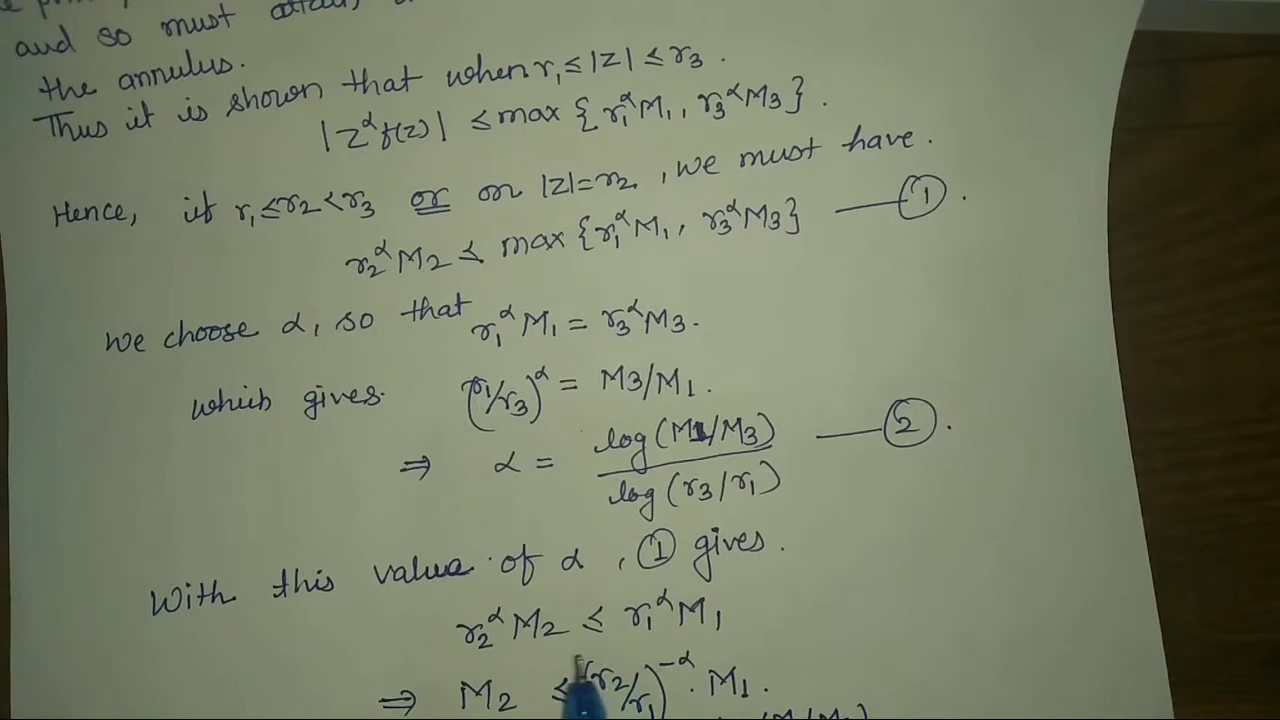 and so must
the annulus.
Thus it is shown that when r₁ ≤ |z| ≤ r₃.
|z^α f(z)| ≤ max {r₁^α M₁, r₃^α M₃}.
Hence, if r₁ ≤ r₂ < r₃ or on |z| = r₂, we must have.
r₂^α M₂ ≤ max {r₁^α M₁, r₃^α M₃} — ①.
We choose α, so that r₁^α M₁ = r₃^α M₃.
which gives (r₁/r₃)^α = M₃/M₁.
⇒ α = log(M₁/M₃) / log(r₃/r₁) — ②.
With this value of α, ① gives.
r₂^α M₂ ≤ r₁^α M₁
⇒ M₂ ≤ (r₂/r₁)^-α . M₁.